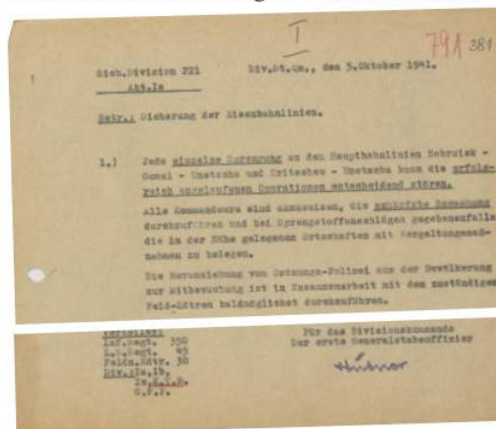 I
791 381
Sich.Division 221 Div.St.Qu., den 5.Oktober 1941.
Abt.Ia
Betr.: Sicherung der Eisenbahnlinien.
1.) Jede einzelne Sprengung an den Hauptbahnlinien Bobruisk -
Gomel - Unetscha und Kritschew - Unetscha kann die erfolg-
reich angelaufenen Operationen entscheidend stören.
Alle Kommandeure sind anzuweisen, die schärfste Bewachung
durchzuführen und bei Sprengstoffanschlägen gegebenenfalls
die in der Nähe gelegenen Ortschaften mit Vergeltungsmaß-
nahmen zu belegen.
Die Heranziehung von Ordnungs-Polizei aus der Bevölkerung
zur Mitbewachung ist in Zusammenarbeit mit den zuständigen
Feld-Kdtren baldmöglichst durchzuführen.
Verteiler: Für das Divisionskommando
Inf.Regt. 350 Der erste Generalstabsoffizier
L.S.Regt. 45
Feldk.Kdtr. 38
Div.: Ia, Ib,
G.F.P.